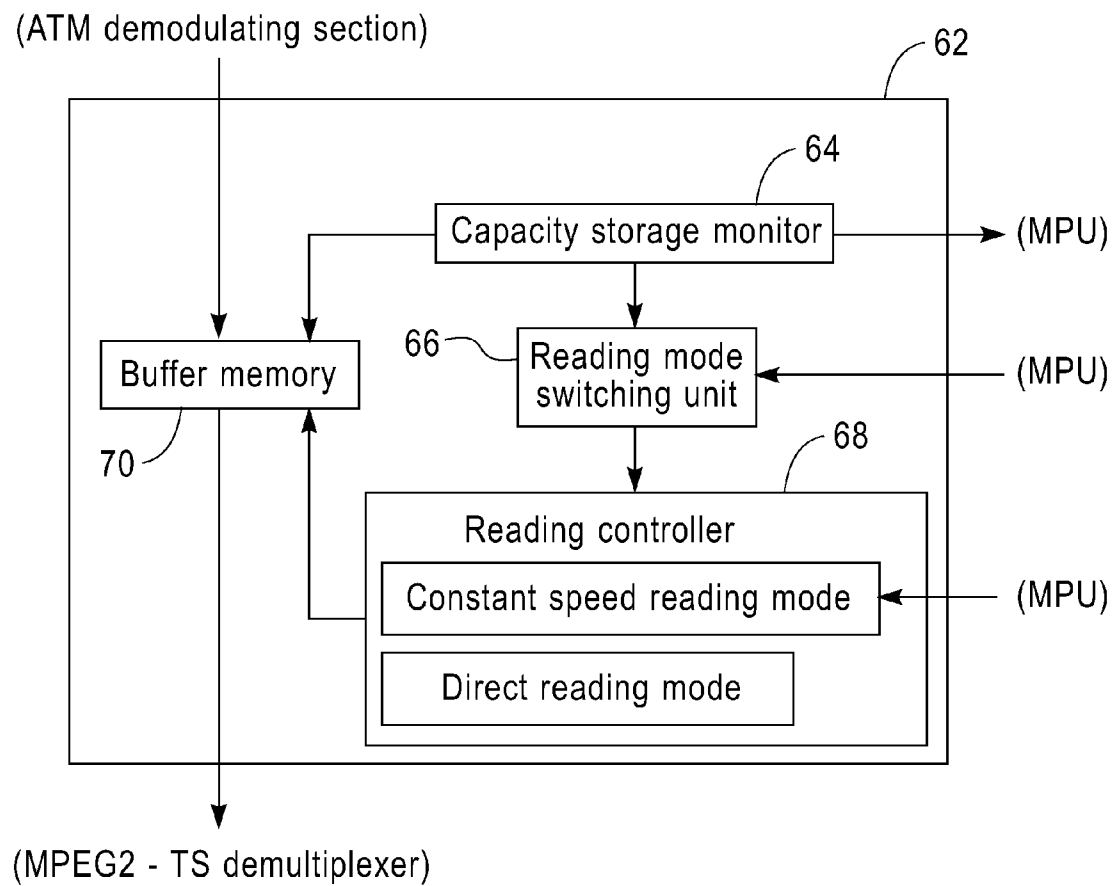 (ATM demodulating section)
62
64
Capacity storage monitor
(MPU)
66
Reading mode
switching unit
(MPU)
Buffer memory
70
68
Reading controller
Constant speed reading mode
(MPU)
Direct reading mode
(MPEG2 - TS demultiplexer)